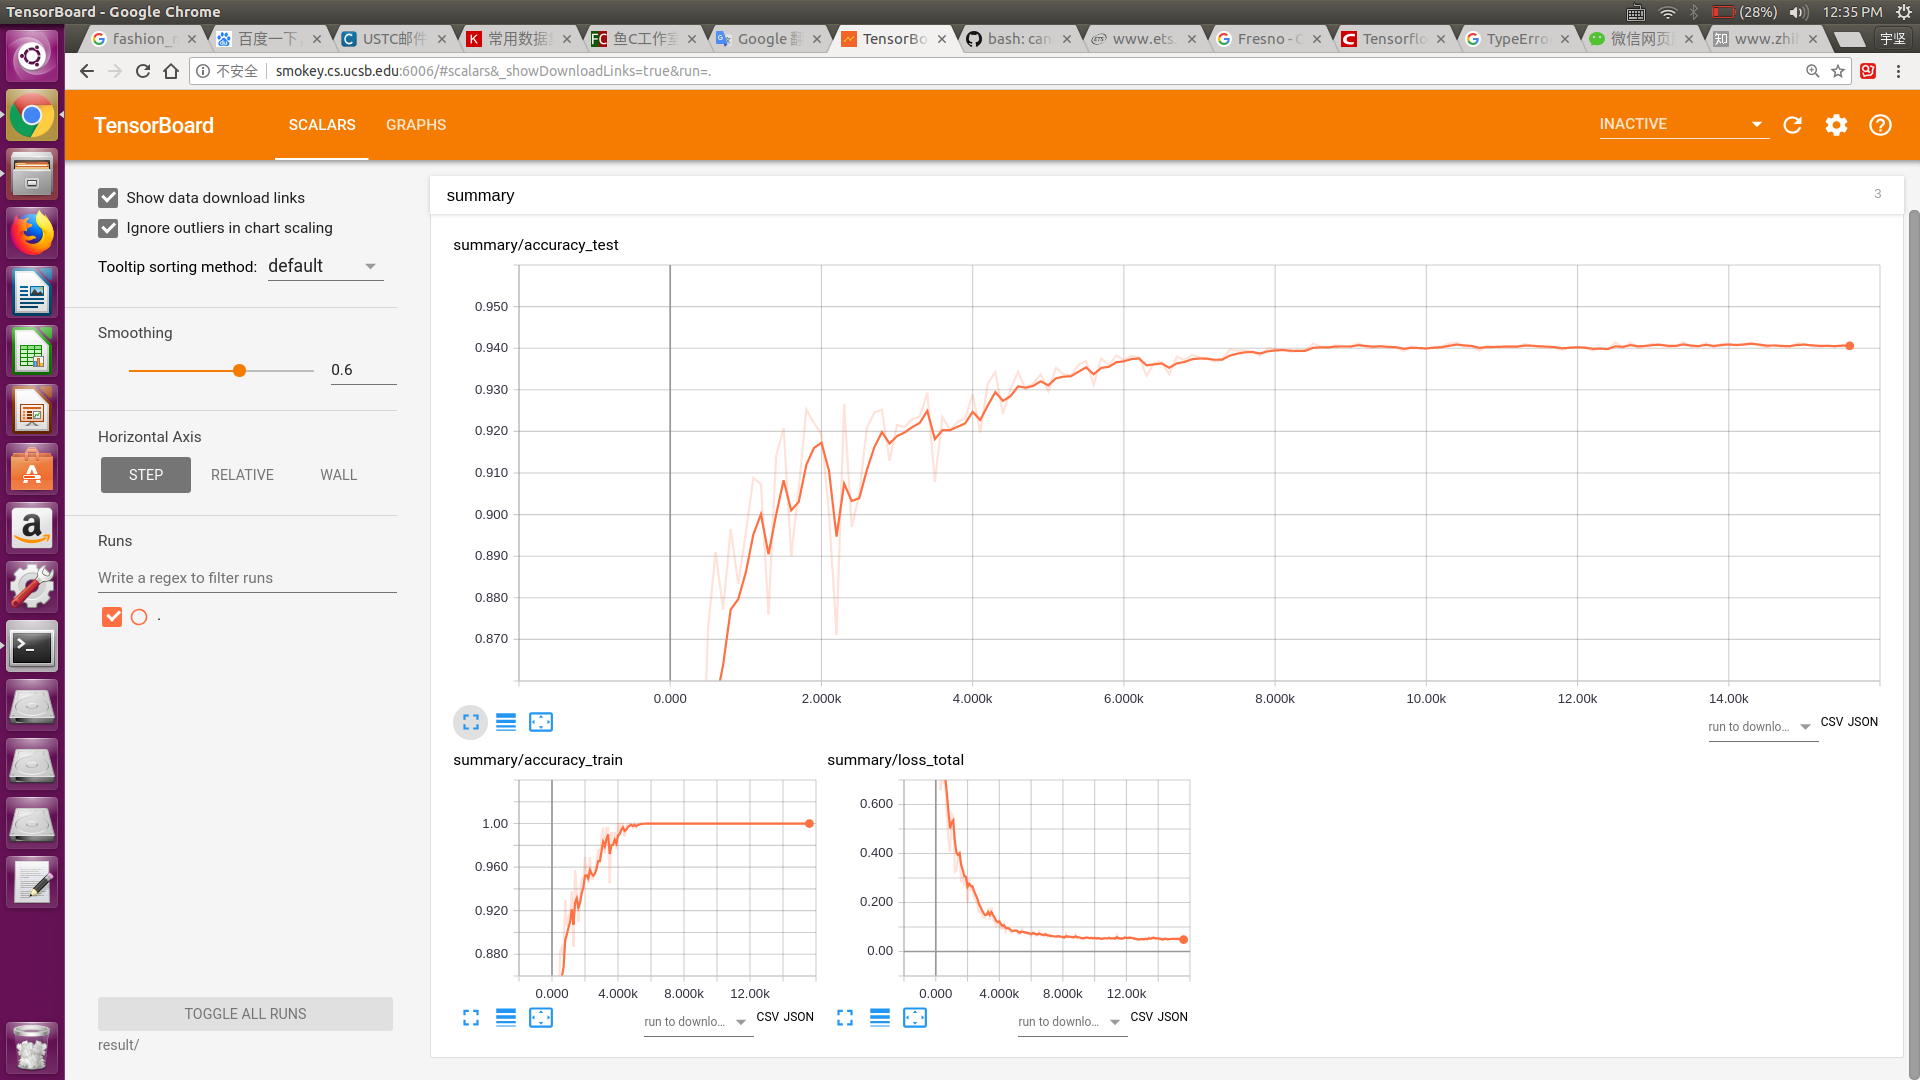 TensorBoard - Google Chrome
(28%) 12:35 PM
fashion_
百度一下,
USTC邮件
常用数据
鱼C工作室
Google 翻
TensorBo
bash: can
www.ets.
Fresno - C
Tensorflo
TypeErro
微信网页
www.zhil
宇坚
不安全 smokey.cs.ucsb.edu:6006/#scalars&_showDownloadLinks=true&run=.
TensorBoard SCALARS GRAPHS INACTIVE
Show data download links
Ignore outliers in chart scaling
Tooltip sorting method: default
Smoothing
0.6
Horizontal Axis
STEP RELATIVE WALL
Runs
Write a regex to filter runs
.
TOGGLE ALL RUNS
result/
summary 3
summary/accuracy_test
0.950
0.940
0.930
0.920
0.910
0.900
0.890
0.880
0.870
0.000 2.000k 4.000k 6.000k 8.000k 10.00k 12.00k 14.00k
run to downlo... CSV JSON
summary/accuracy_train
1.00
0.960
0.920
0.880
0.000 4.000k 8.000k 12.00k
run to downlo... CSV JSON
summary/loss_total
0.600
0.400
0.200
0.00
0.000 4.000k 8.000k 12.00k
run to downlo... CSV JSON